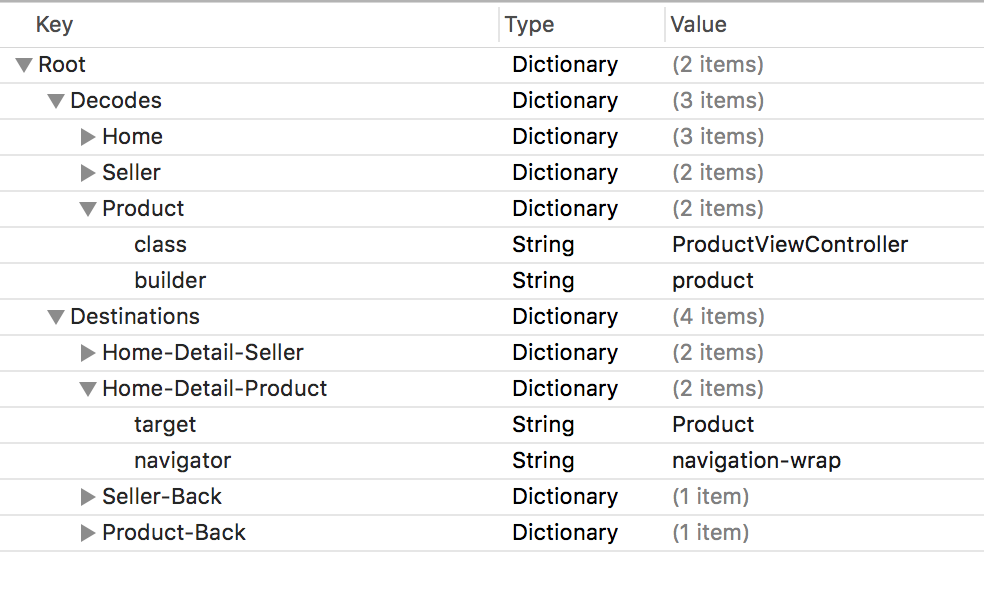 Key Type Value
Root Dictionary (2 items)
Decodes Dictionary (3 items)
Home Dictionary (3 items)
Seller Dictionary (2 items)
Product Dictionary (2 items)
class String ProductViewController
builder String product
Destinations Dictionary (4 items)
Home-Detail-Seller Dictionary (2 items)
Home-Detail-Product Dictionary (2 items)
target String Product
navigator String navigation-wrap
Seller-Back Dictionary (1 item)
Product-Back Dictionary (1 item)